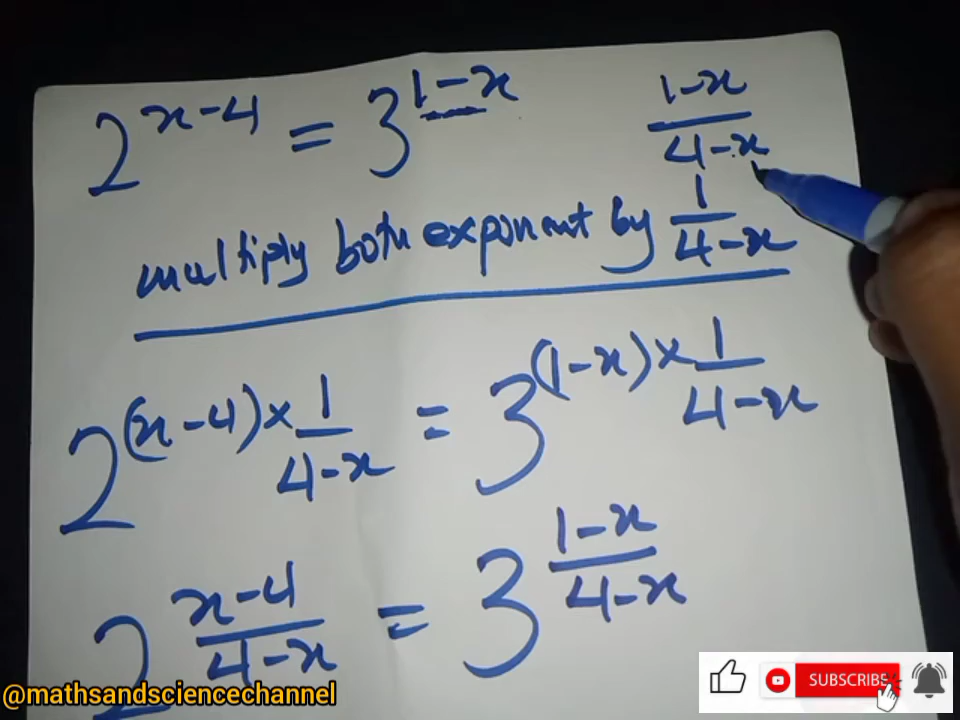 2^(x-4) = 3^(1-x)
(1-x)/(4-x)
multiply both exponent by 1/(4-x)
2^((x-4)×1/(4-x)) = 3^((1-x)×1/(4-x))
2^((x-4)/(4-x)) = 3^((1-x)/(4-x))
SUBSCRIBE
@mathsandsciencechannel